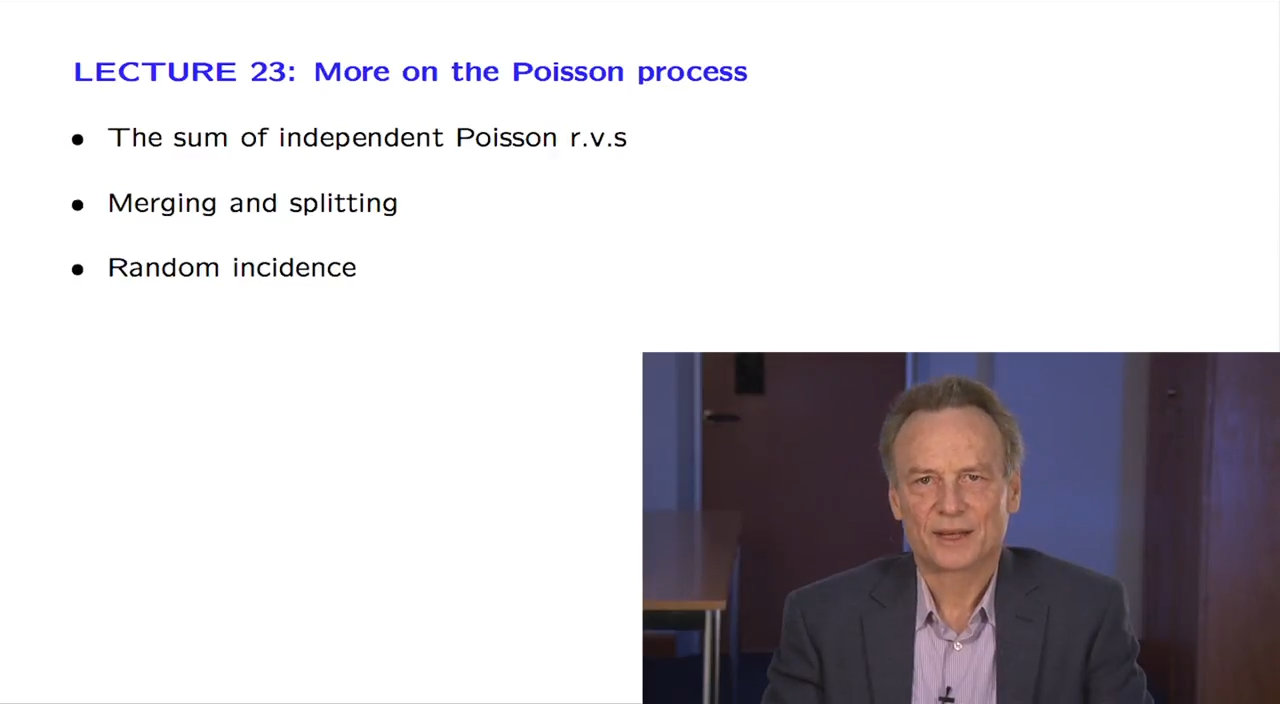 LECTURE 23: More on the Poisson process
• The sum of independent Poisson r.v.s
• Merging and splitting
• Random incidence